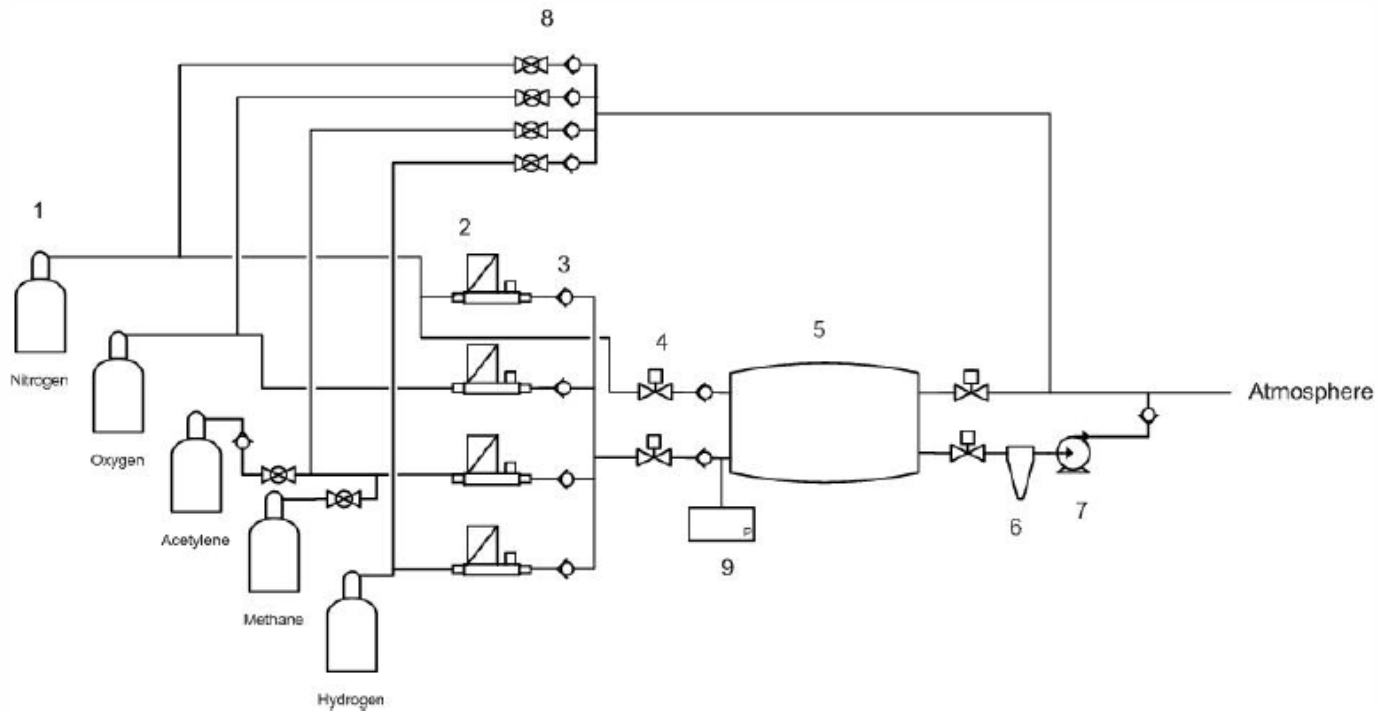 8
1
2
3
4
5
Nitrogen
Atmosphere
Oxygen
Acetylene
6
7
P
9
Methane
Hydrogen